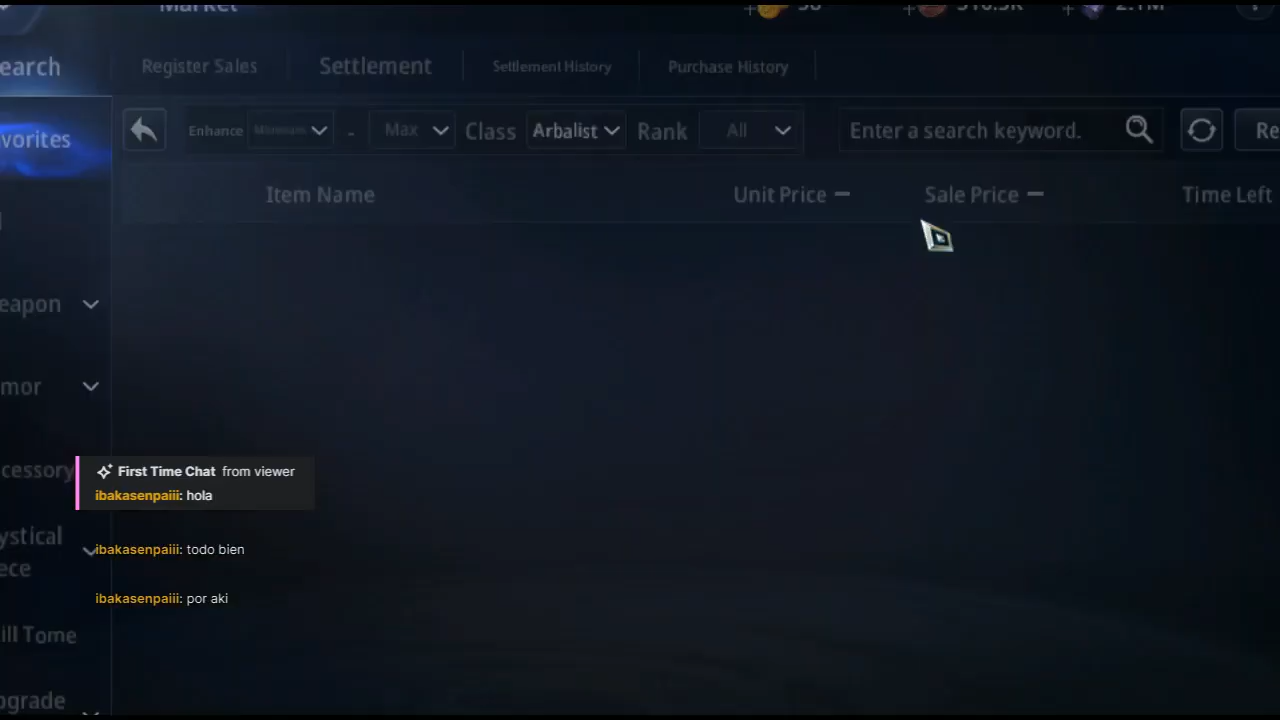 Market
earch
Register Sales
Settlement
Settlement History
Purchase History
avorites
Enhance
Minimum
-
Max
Class
Arbalist
Rank
All
Enter a search keyword.
Re
Item Name
Unit Price
Sale Price
Time Left
eapon
mor
cessory
First Time Chat from viewer
ibakasenpaiii: hola
ystical
ece
ibakasenpaiii: todo bien
ibakasenpaiii: por aki
ill Tome
pgrade